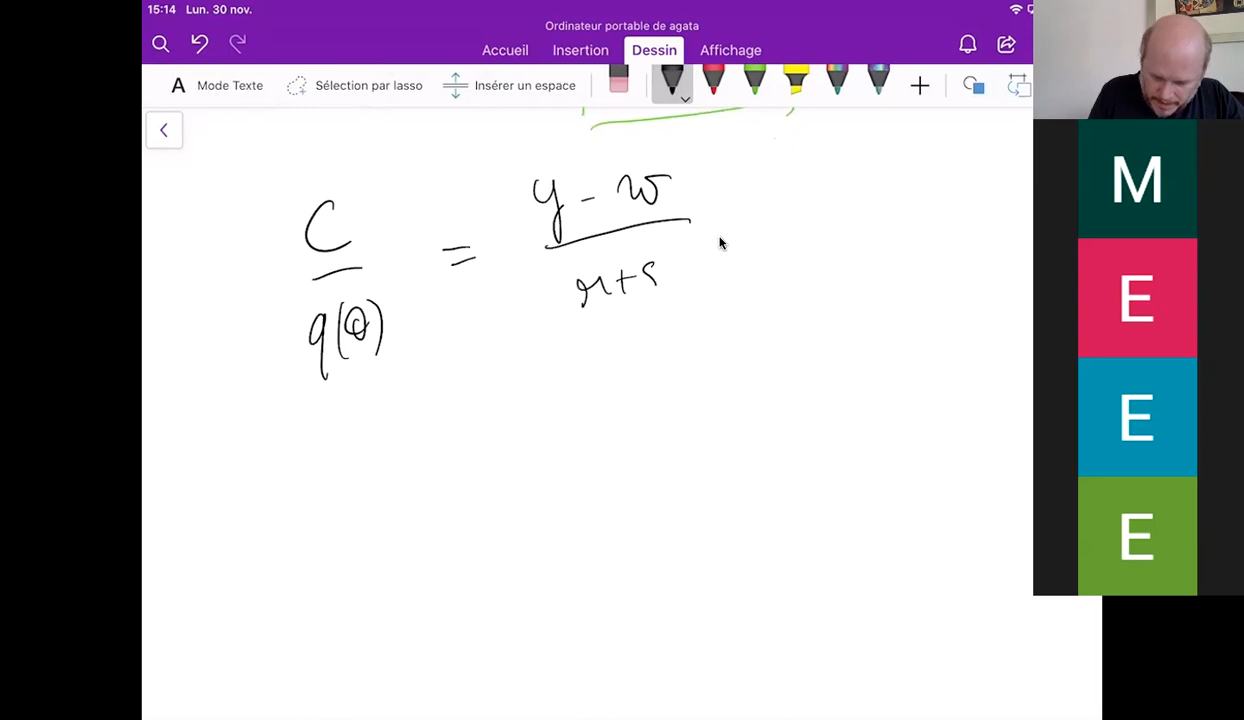 15:14 Lun. 30 nov.
Ordinateur portable de agata
Accueil Insertion Dessin Affichage
A Mode Texte Sélection par lasso Insérer un espace
C / q(θ) = y - w / r+s
M
E
E
E